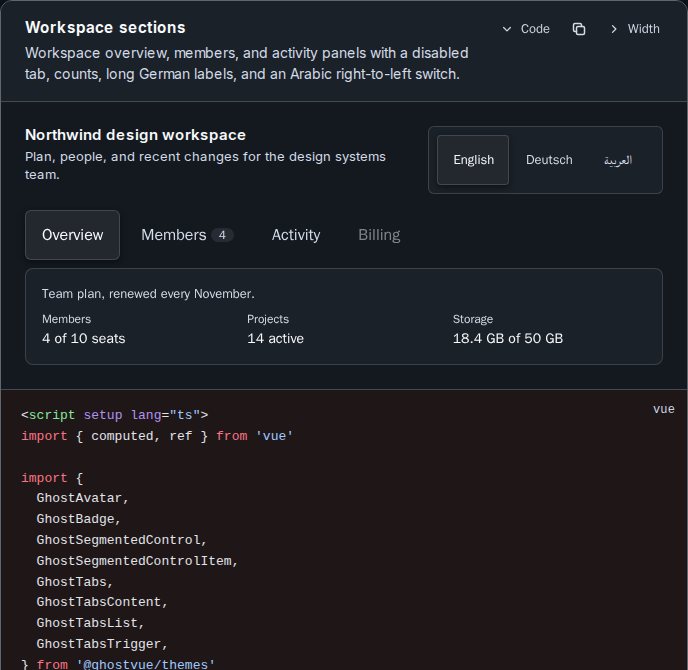 Workspace sections
Code
Width
Workspace overview, members, and activity panels with a disabled
tab, counts, long German labels, and an Arabic right-to-left switch.
Northwind design workspace
Plan, people, and recent changes for the design systems
team.
English
Deutsch
العربية
Overview
Members 4
Activity
Billing
Team plan, renewed every November.
Members
Projects
Storage
4 of 10 seats
14 active
18.4 GB of 50 GB
vue
<script setup lang="ts">
import { computed, ref } from 'vue'
import {
  GhostAvatar,
  GhostBadge,
  GhostSegmentedControl,
  GhostSegmentedControlItem,
  GhostTabs,
  GhostTabsContent,
  GhostTabsList,
  GhostTabsTrigger,
} from '@ghostvue/themes'